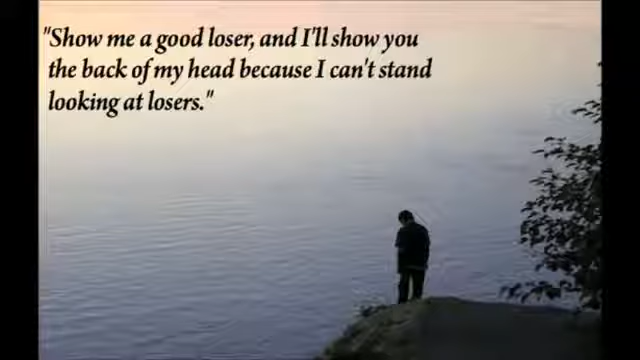 "Show me a good loser, and I'll show you
the back of my head because I can't stand
looking at losers."